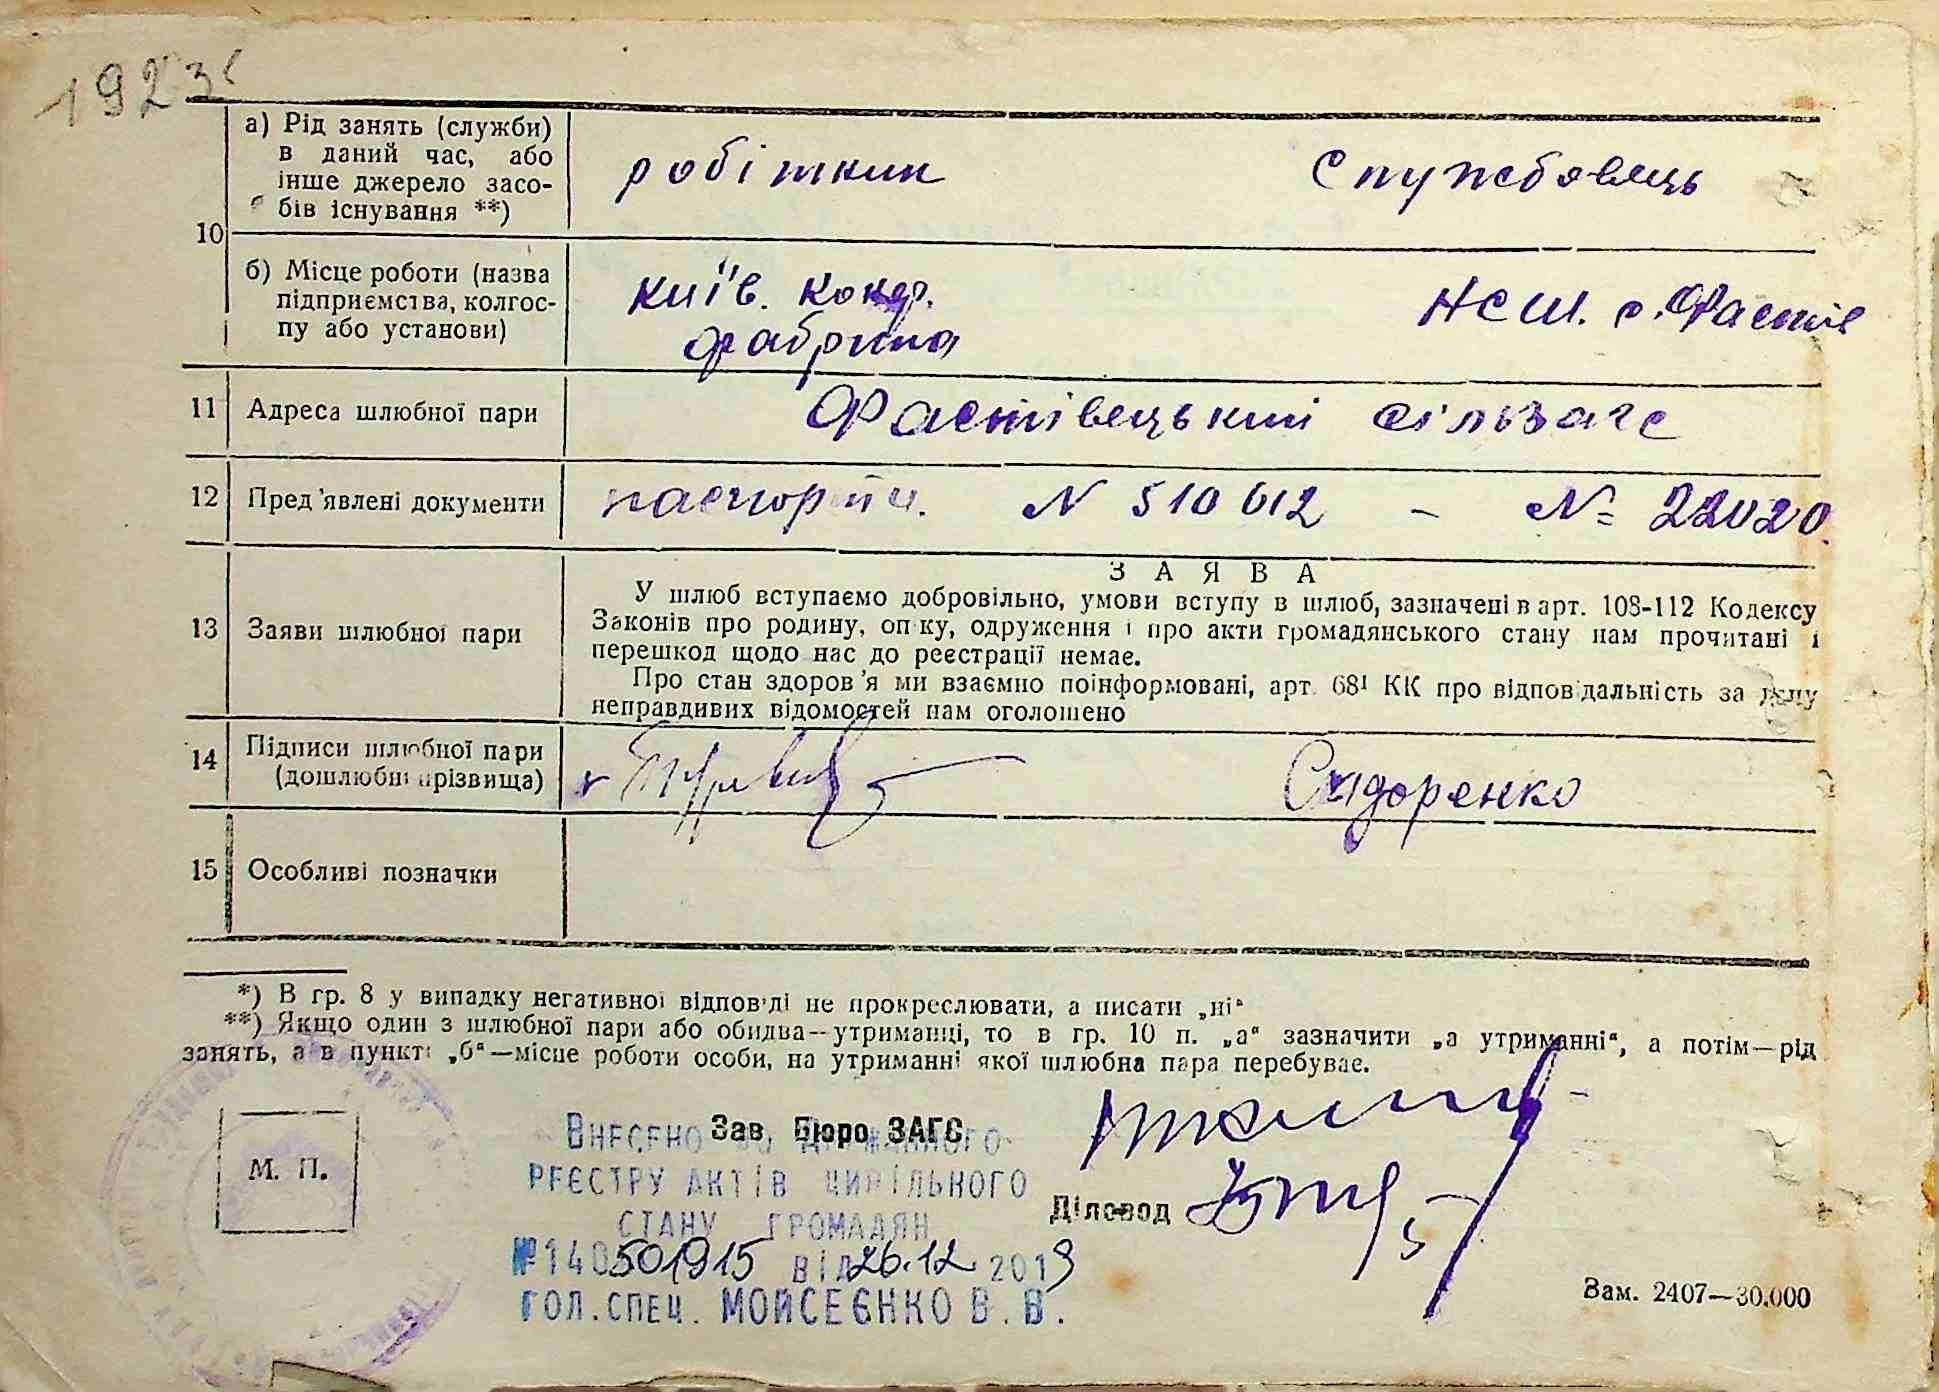 1923
10
а) Рід занять (служби)
в даний час, або
інше джерело засо-
бів існування **)
робітник
службовець
б) Місце роботи (назва
підприємства, колгос-
пу або установи)
київ. конд.
фабрика
НСШ. с. Фастів
11 Адреса шлюбної пари
Фастівецький сільзагс
12 Пред'явлені документи
паспорти. N 510612 - № 22020.
13 Заяви шлюбної пари
ЗАЯВА
У шлюб вступаємо добровільно, умови вступу в шлюб, зазначені в арт. 108-112 Кодексу
Законів про родину, опіку, одруження і про акти громадянського стану нам прочитані і
перешкод щодо нас до реєстрації немає.
Про стан здоров'я ми взаємно поінформовані, арт. 68¹ КК про відповідальність за дачу
неправдивих відомостей нам оголошено
14
Підписи шлюбної пари
(дошлюбні прізвища)
Сидоренко
15 Особливі позначки
*) В гр. 8 у випадку негативної відповіді не прокреслювати, а писати „ні“
**) Якщо один з шлюбної пари або обидва—утриманці, то в гр. 10 п. „а“ зазначити „а утриманні“, а потім—рід
занять, а в пункті „б“—місце роботи особи, на утриманні якої шлюбна пара перебуває.
М. П.
Зав. Бюро ЗАГС
ВНЕСЕНО ДО ДЕРЖАВНОГО
РЕЄСТРУ АКТІВ ЦИВІЛЬНОГО
СТАНУ ГРОМАДЯН
№140501915 від 26.12 2019
ГОЛ.СПЕЦ. МОЙСЕЄНКО В.В.
Діловод
Зам. 2407—30.000